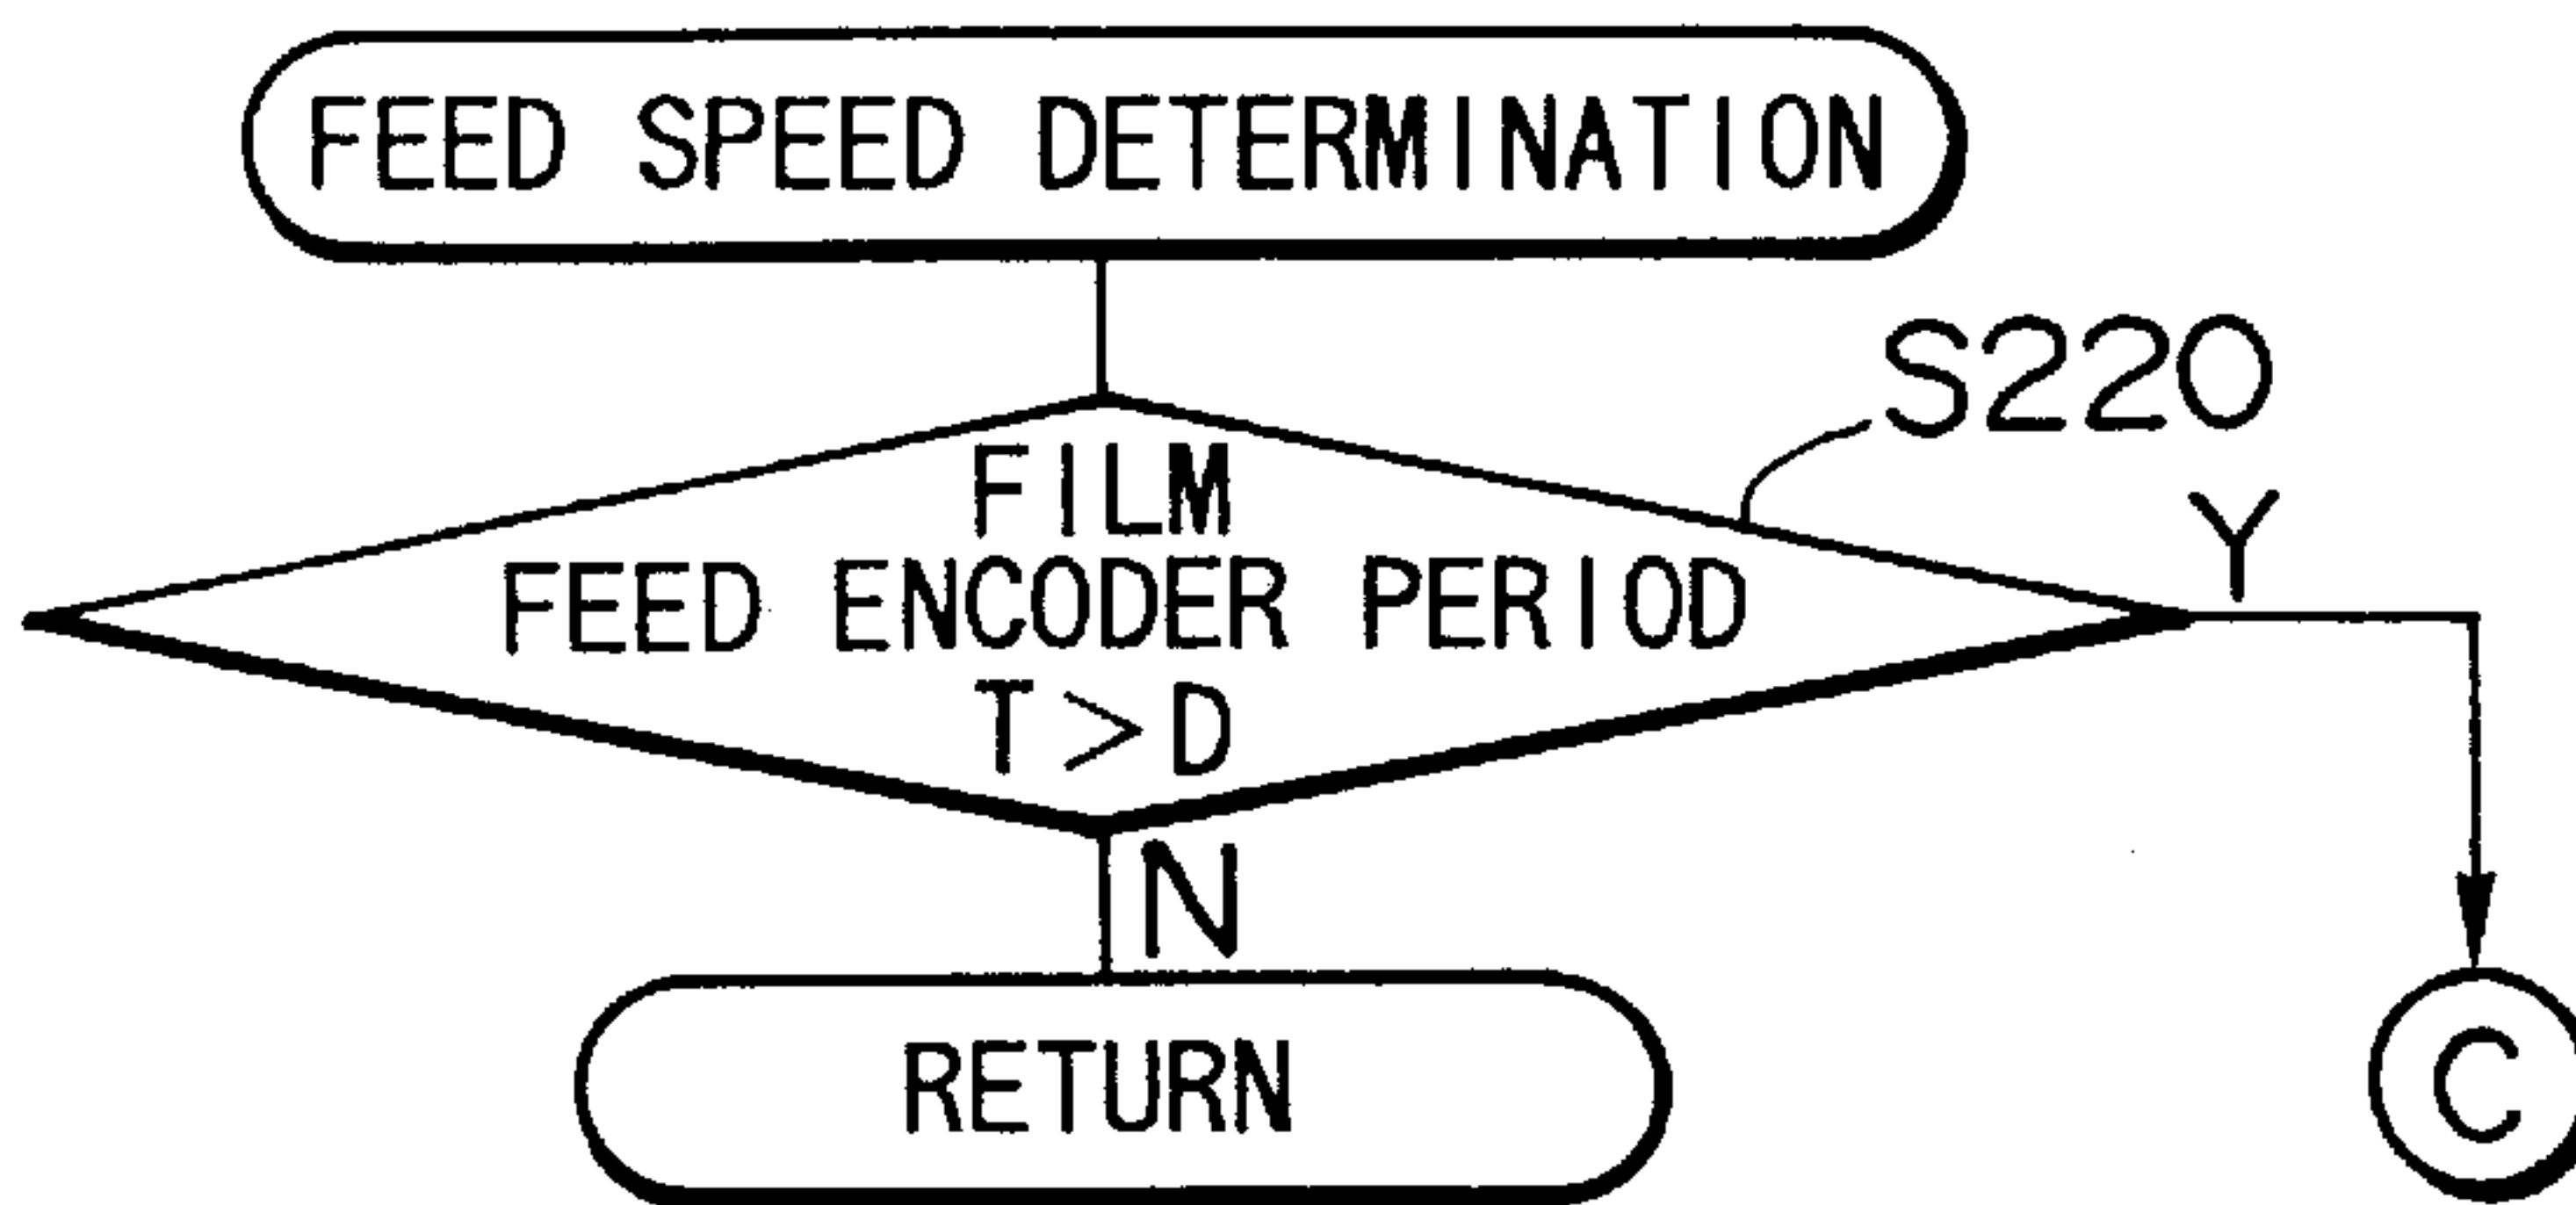 FEED SPEED DETERMINATION
S220
FILM
FEED ENCODER PERIOD
T>D
Y
N
RETURN
C